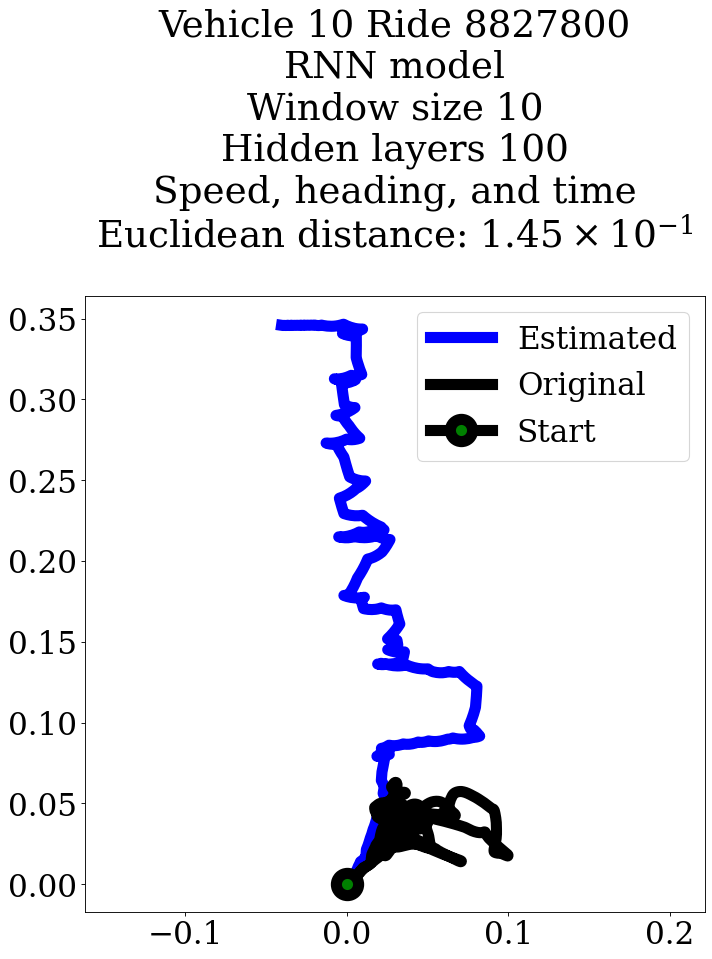 Vehicle 10 Ride 8827800
RNN model
Window size 10
Hidden layers 100
Speed, heading, and time
Euclidean distance: 1.45 × 10⁻¹
0.35
0.30
0.25
0.20
0.15
0.10
0.05
0.00
Estimated
Original
Start
−0.1
0.0
0.1
0.2